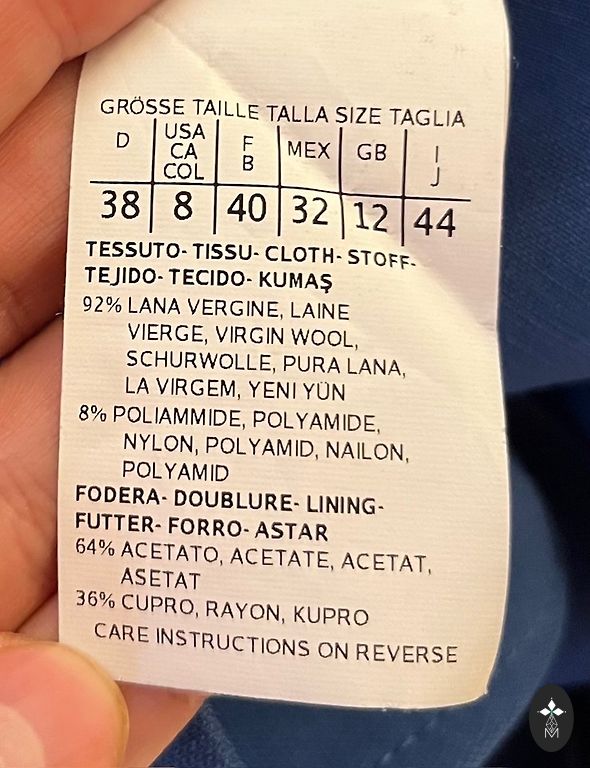 GRÖSSE TAILLE TALLA SIZE TAGLIA
D USA CA COL F B MEX GB I J
38 8 40 32 12 44
TESSUTO- TISSU- CLOTH- STOFF-
TEJIDO- TECIDO- KUMAŞ
92% LANA VERGINE, LAINE
VIERGE, VIRGIN WOOL,
SCHURWOLLE, PURA LANA,
LA VIRGEM, YENI YÜN
8% POLIAMMIDE, POLYAMIDE,
NYLON, POLYAMID, NAILON,
POLYAMID
FODERA- DOUBLURE- LINING-
FUTTER- FORRO- ASTAR
64% ACETATO, ACETATE, ACETAT,
ASETAT
36% CUPRO, RAYON, KUPRO
CARE INSTRUCTIONS ON REVERSE
M